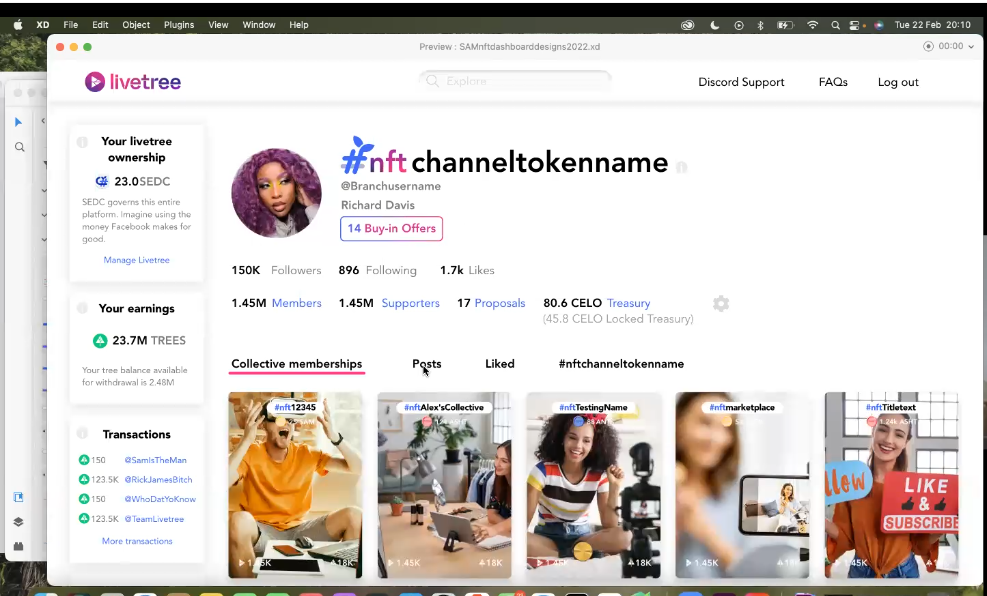 XD File Edit Object Plugins View Window Help Tue 22 Feb 20:10
Preview : SAMnftdashboarddesigns2022.xd 00:00
livetree Explore Discord Support FAQs Log out
Your livetree
ownership
23.0SEDC
SEDC governs this entire
platform. Imagine using the
money Facebook makes for
good.
Manage Livetree
Your earnings
23.7M TREES
Your tree balance available
for withdrawal is 2.48M
Transactions
150 @SamIsTheMan
123.5K @RickJamesBitch
150 @WhoDatYoKnow
123.5K @TeamLivetree
More transactions
#nft channeltokenname
@Branchusername
Richard Davis
14 Buy-in Offers
150K Followers 896 Following 1.7k Likes
1.45M Members 1.45M Supporters 17 Proposals 80.6 CELO Treasury
(45.8 CELO Locked Treasury)
Collective memberships Posts Liked #nftchanneltokenname
#nft12345 #nftAlex'sCollective #nftTestingName #nftmarketplace #nftTitletext
1.24k ASHT
LIKE
&
SUBSCRIBE
1.45K 18K 1.45K 18K 1.45K 18K 1.45K 18K 1.45K 18K